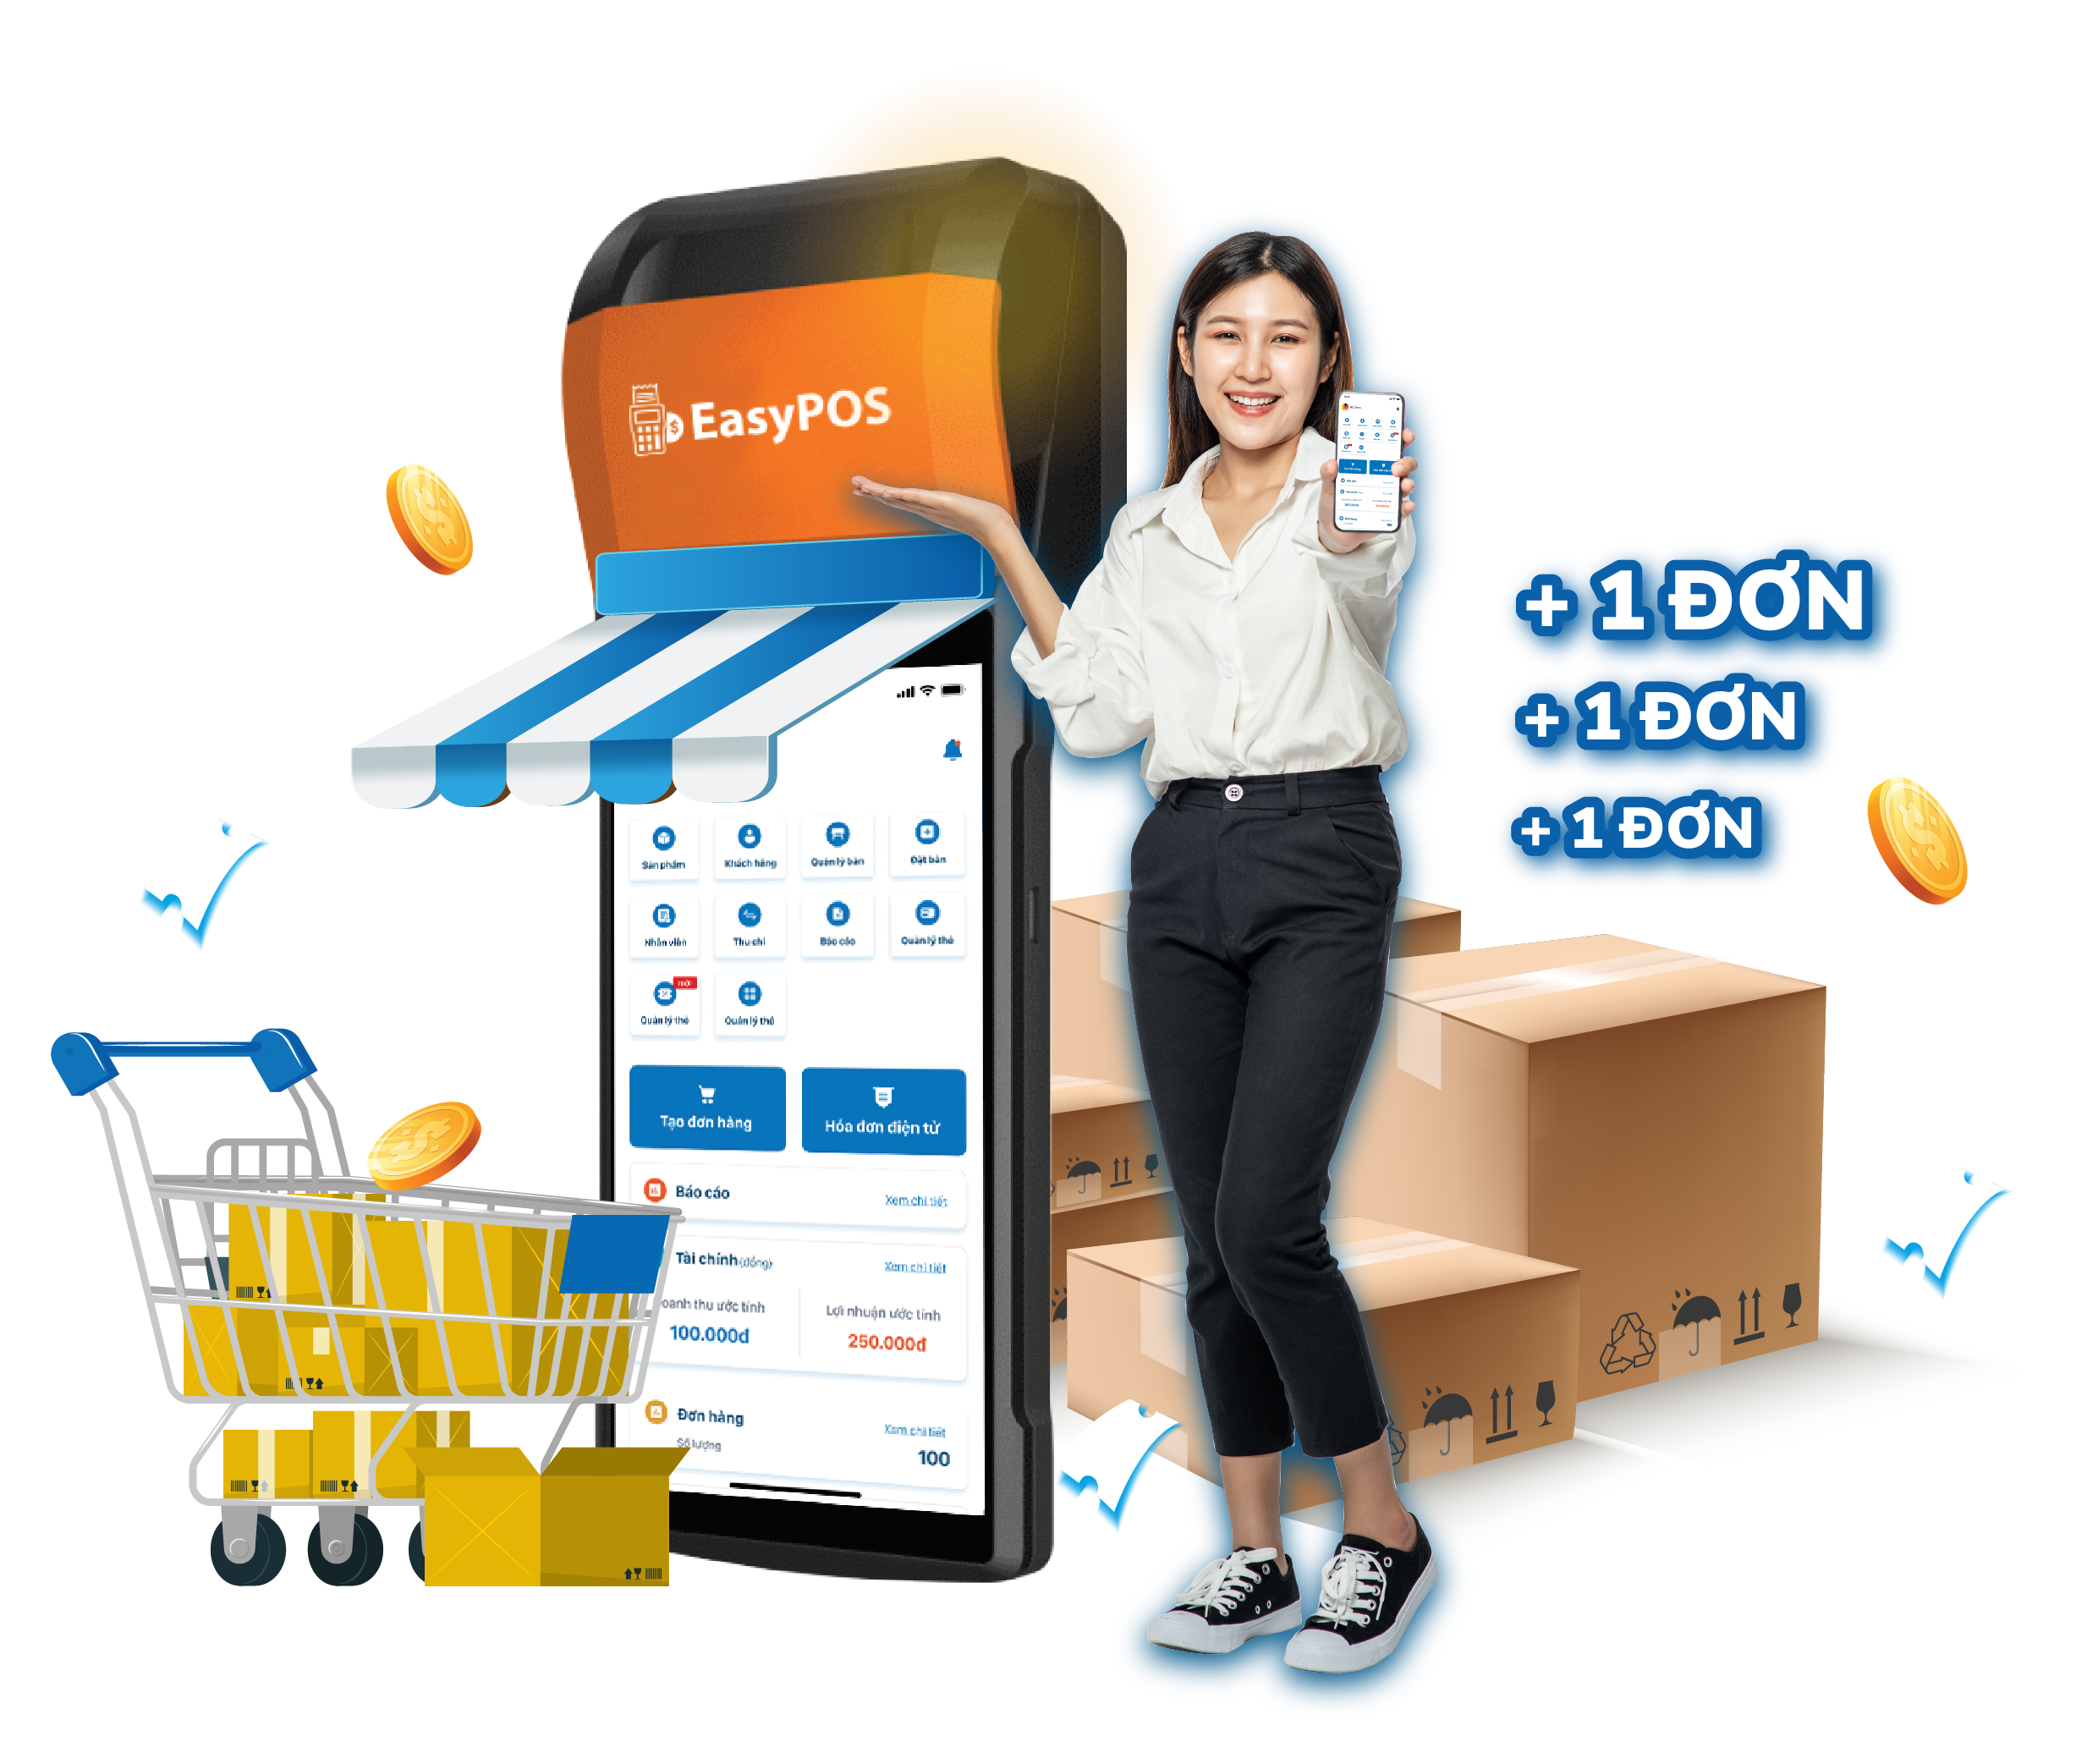 EasyPOS
+ 1 ĐƠN
+ 1 ĐƠN
+ 1 ĐƠN
Sản phẩm
Khách hàng
Quản lý bàn
Đặt bàn
Nhân viên
Thu chi
Báo cáo
Quản lý thẻ
mới
Quản lý thẻ
Quản lý thẻ
Tạo đơn hàng
Hóa đơn điện tử
Báo cáo
Xem chi tiết
Tài chính (đồng)
Xem chi tiết
oanh thu ước tính
Lợi nhuận ước tính
100.000đ
250.000đ
Đơn hàng
Xem chi tiết
Số lượng
100